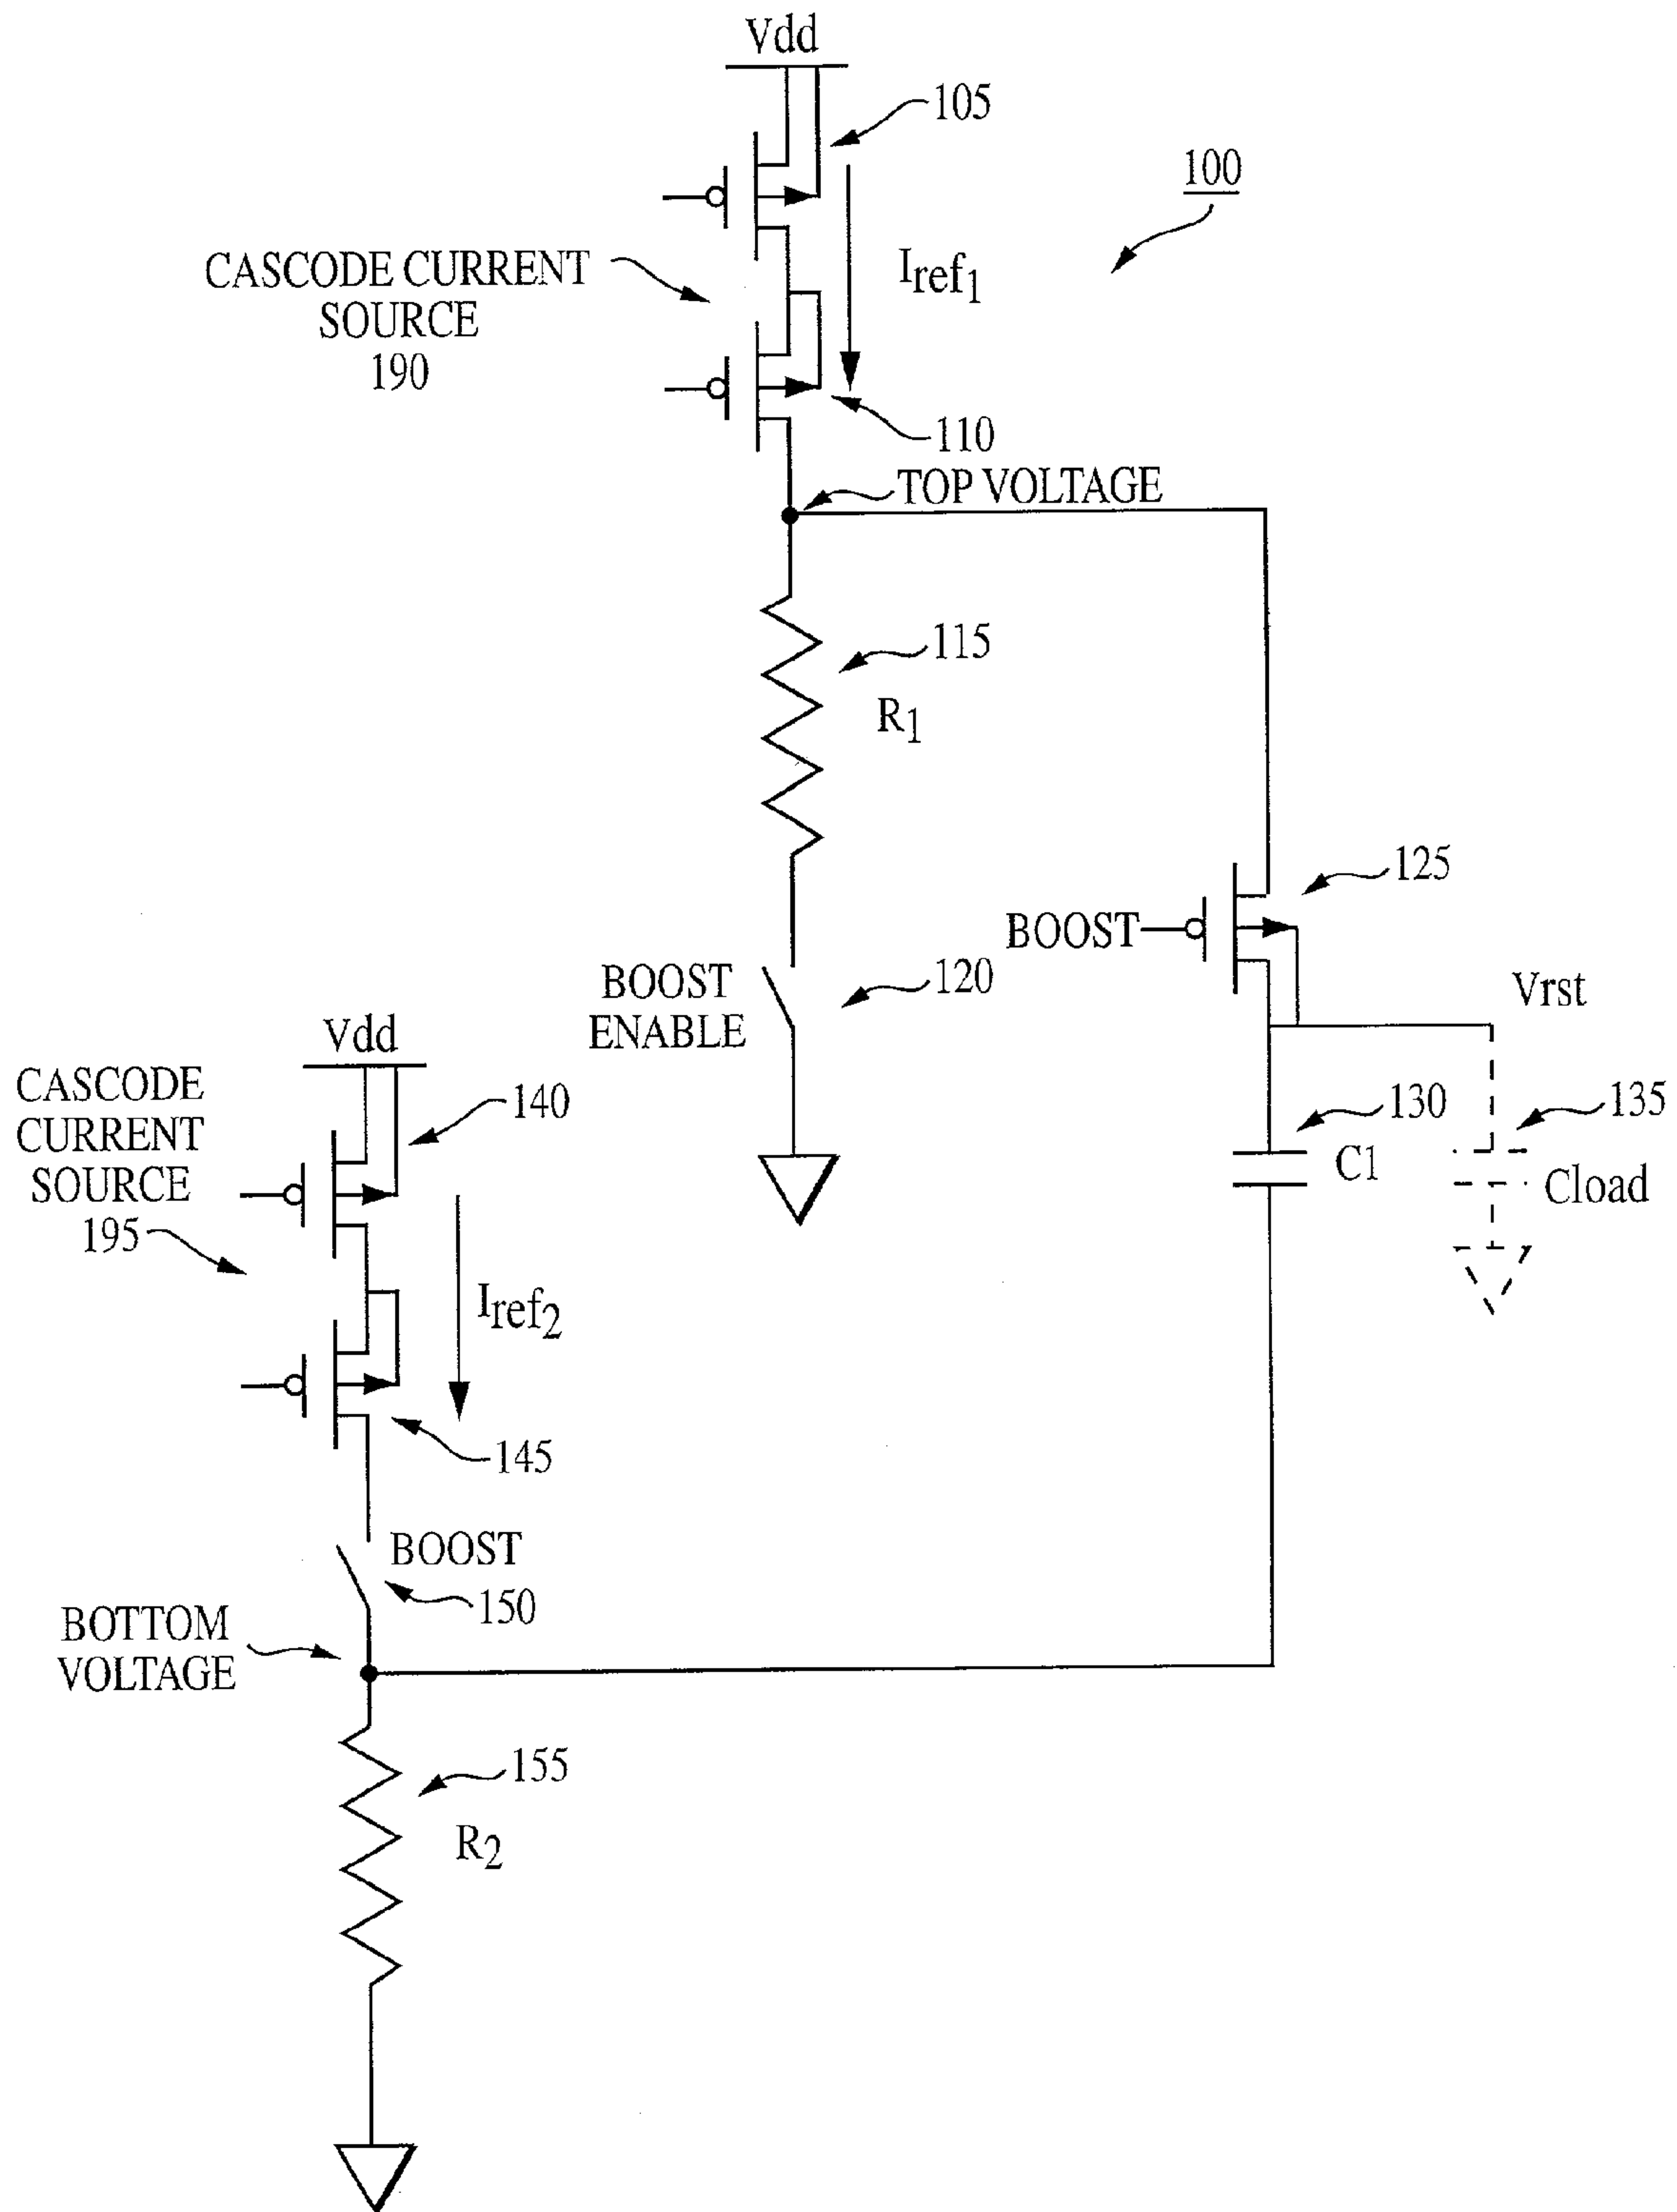 Vdd
105
100
CASCODE CURRENT
SOURCE
190
Iref1
110
TOP VOLTAGE
115
R1
125
BOOST
BOOST
ENABLE
120
Vrst
Vdd
CASCODE
CURRENT
SOURCE
195
140
130
135
C1
Cload
Iref2
145
BOOST
150
BOTTOM
VOLTAGE
155
R2